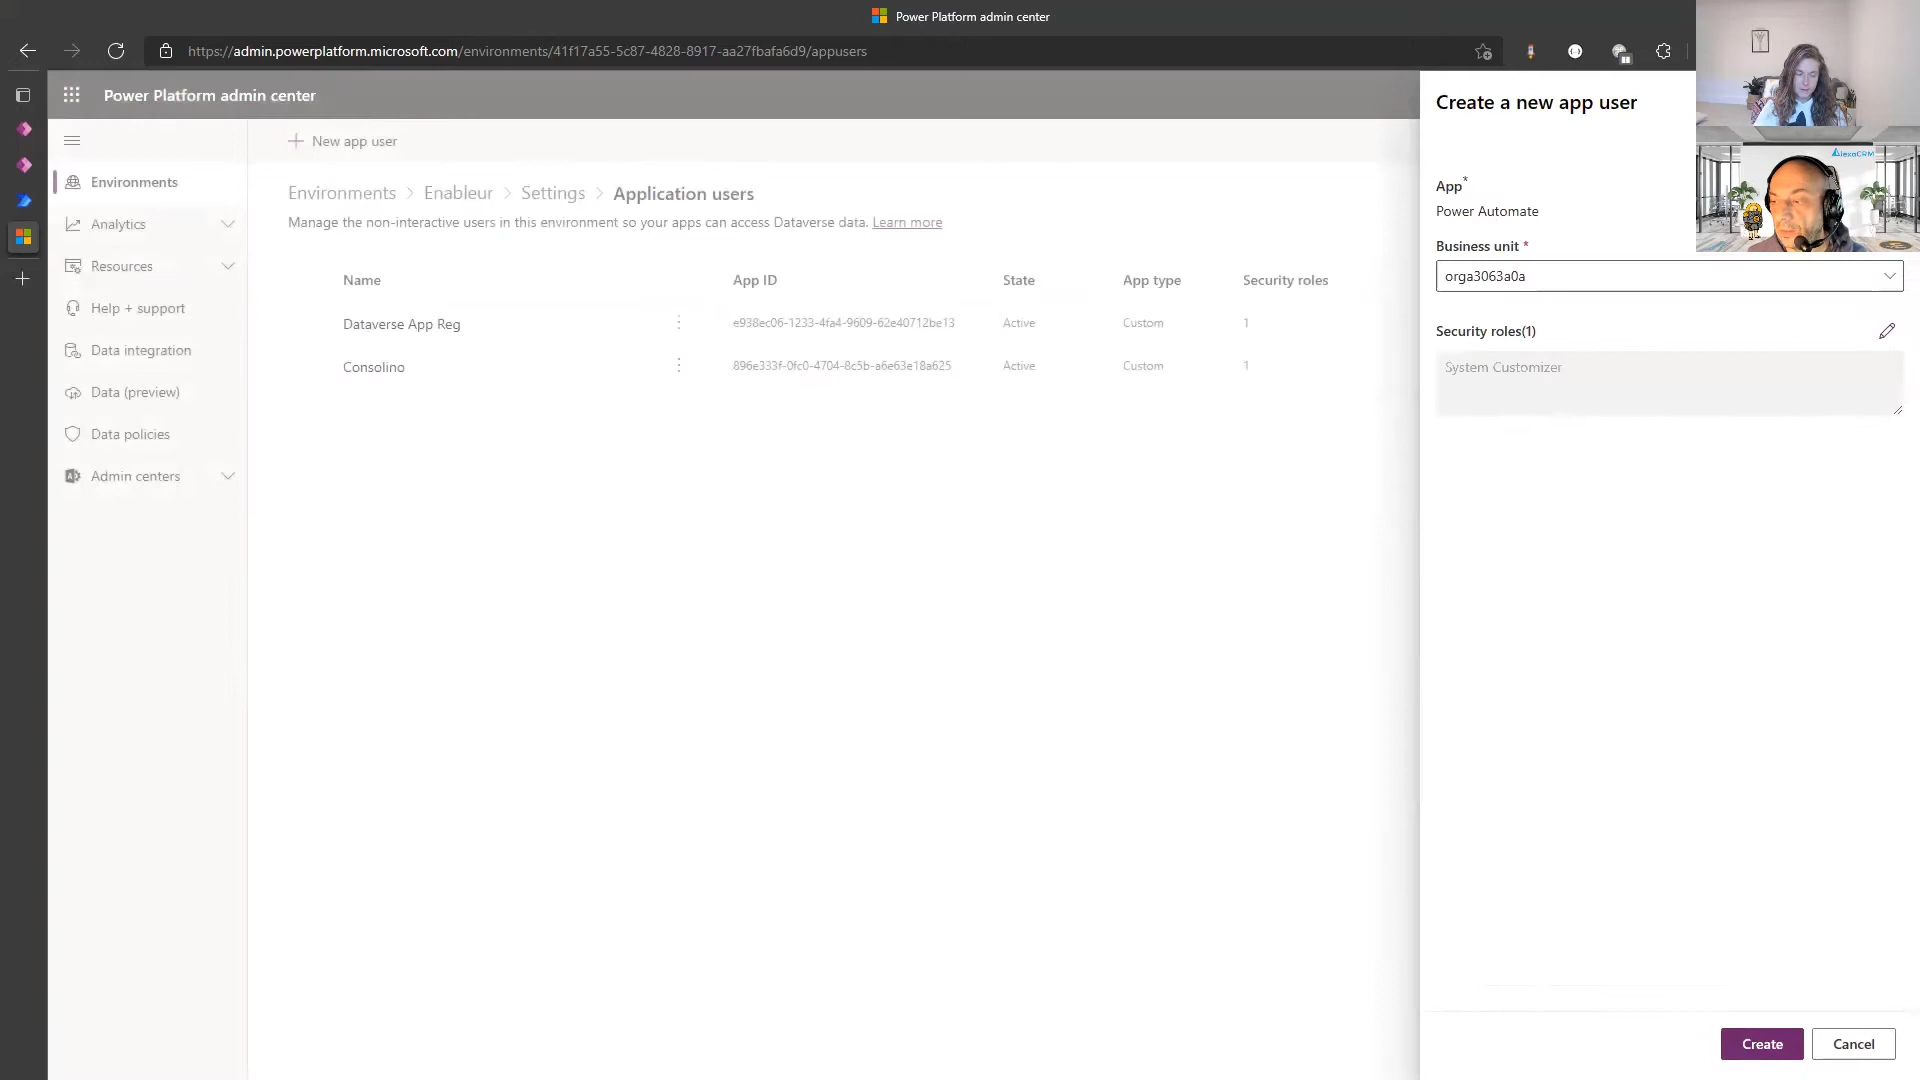 Power Platform admin center
https://admin.powerplatform.microsoft.com/environments/41f17a55-5c87-4828-8917-aa27fbafa6d9/appusers
Power Platform admin center
Environments
Analytics
Resources
Help + support
Data integration
Data (preview)
Data policies
Admin centers
New app user
Environments > Enableur > Settings > Application users
Manage the non-interactive users in this environment so your apps can access Dataverse data. Learn more
Name App ID State App type Security roles
Dataverse App Reg e938ec06-1233-4fa4-9609-62e40712be13 Active Custom 1
Consolino 896e333f-0fc0-4704-8c5b-a6e63e18a625 Active Custom 1
Create a new app user
App*
Power Automate
Business unit *
orga3063a0a
Security roles(1)
System Customizer
Create
Cancel
AlexaCRM